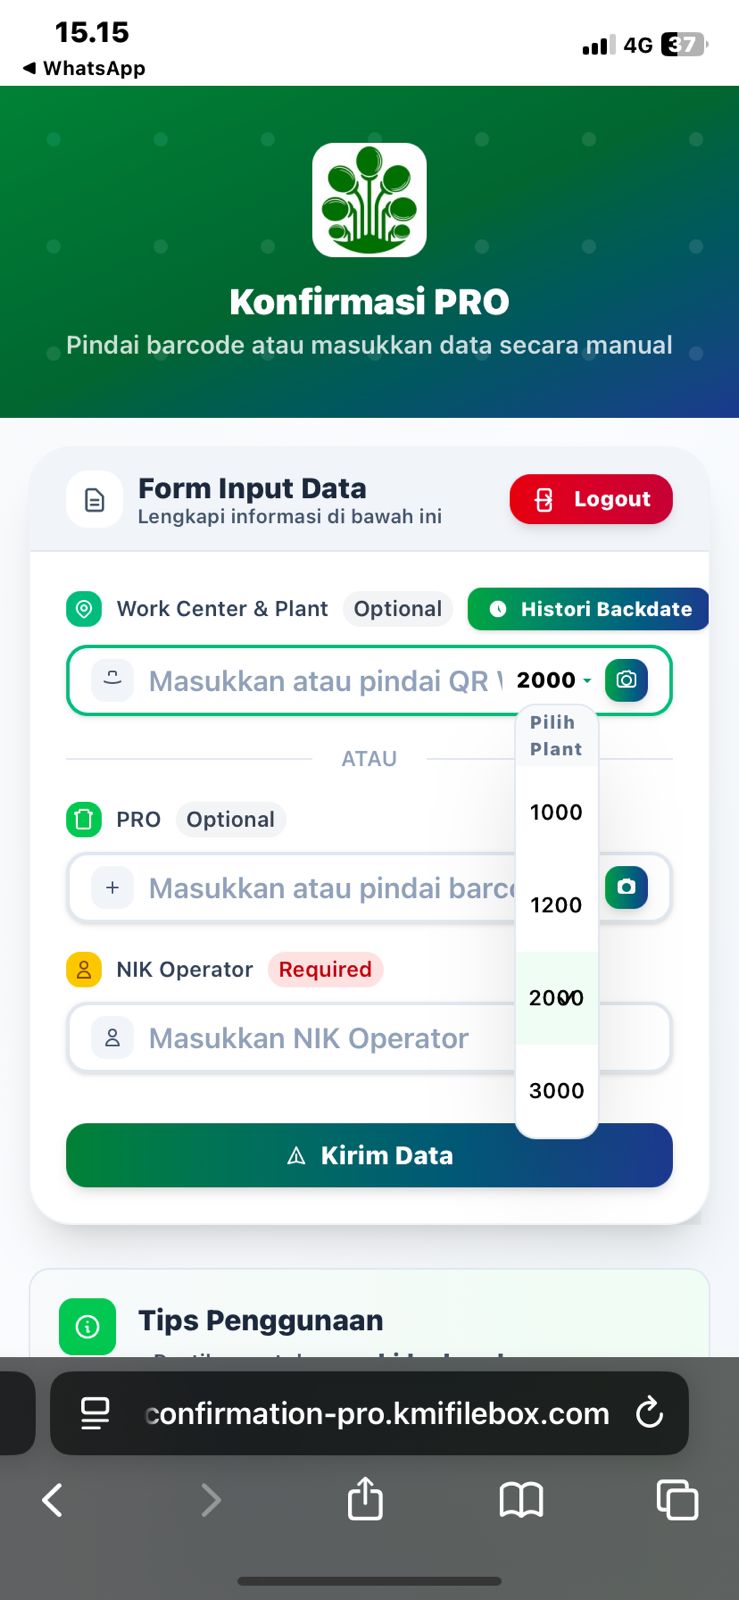 15.15
4G 37
◀ WhatsApp
Konfirmasi PRO
Pindai barcode atau masukkan data secara manual
Form Input Data
Lengkapi informasi di bawah ini
Logout
Work Center & Plant Optional Histori Backdate
Masukkan atau pindai QR 2000
Pilih
Plant
1000
1200
2000
3000
ATAU
PRO Optional
Masukkan atau pindai barc
NIK Operator Required
Masukkan NIK Operator
Kirim Data
Tips Penggunaan
confirmation-pro.kmifilebox.com